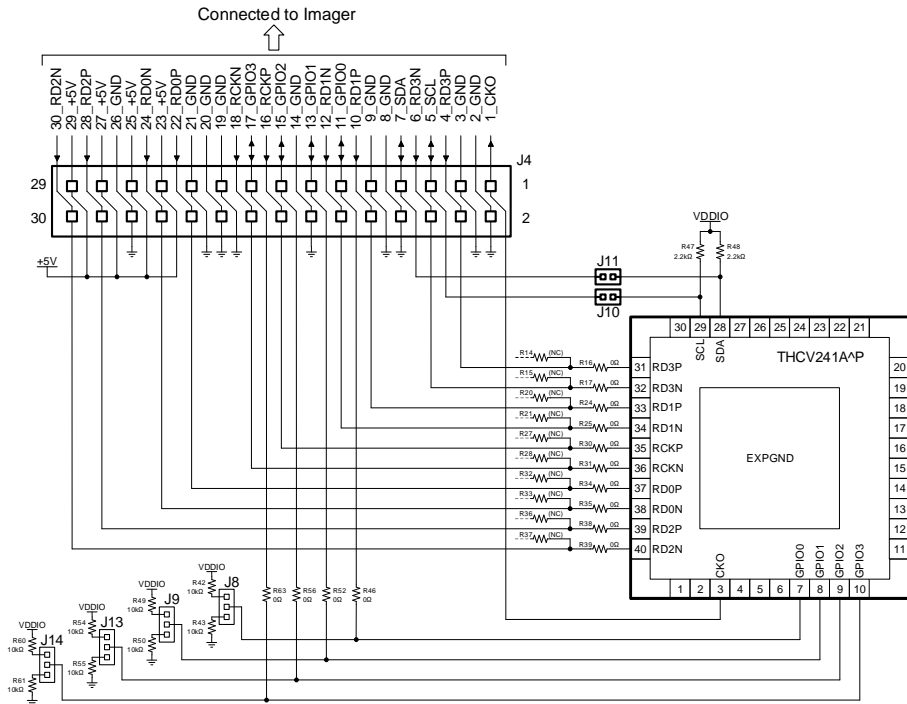 Connected to Imager
30_RD2N
29_+5V
28_RD2P
27_+5V
26_GND
25_+5V
24_RD0N
23_+5V
22_RD0P
21_GND
20_GND
19_GND
18_RCKN
17_GPIO3
16_RCKP
15_GPIO2
14_GND
13_GPIO1
12_RD1N
11_GPIO0
10_RD1P
9_GND
8_GND
7_SDA
6_RD3N
5_SCL
4_RD3P
3_GND
2_GND
1_CKO
J4
29 1
30 2
+5V
VDDIO
R47 2.2kΩ
R48 2.2kΩ
J11
J10
30 29 28 27 26 25 24 23 22 21
SCL SDA
THCV241A^P
R14 (NC)
R16 0Ω 31 RD3P 20
R15 (NC)
R17 0Ω 32 RD3N 19
R20 (NC)
R24 0Ω 33 RD1P 18
R21 (NC)
R25 0Ω 34 RD1N 17
R27 (NC)
R30 0Ω 35 RCKP 16
EXPGND
R28 (NC)
R31 0Ω 36 RCKN 15
R32 (NC)
R34 0Ω 37 RD0P 14
R33 (NC)
R35 0Ω 38 RD0N 13
R36 (NC)
R38 0Ω 39 RD2P 12
R37 (NC)
R39 0Ω 40 RD2N 11
CKO GPIO0 GPIO1 GPIO2 GPIO3
1 2 3 4 5 6 7 8 9 10
R63 0Ω
R56 0Ω
R52 0Ω
R46 0Ω
VDDIO
R42 10kΩ
J8
R43 10kΩ
VDDIO
R49 10kΩ
J9
R50 10kΩ
VDDIO
R54 10kΩ
J13
R55 10kΩ
VDDIO
R60 10kΩ
J14
R61 10kΩ